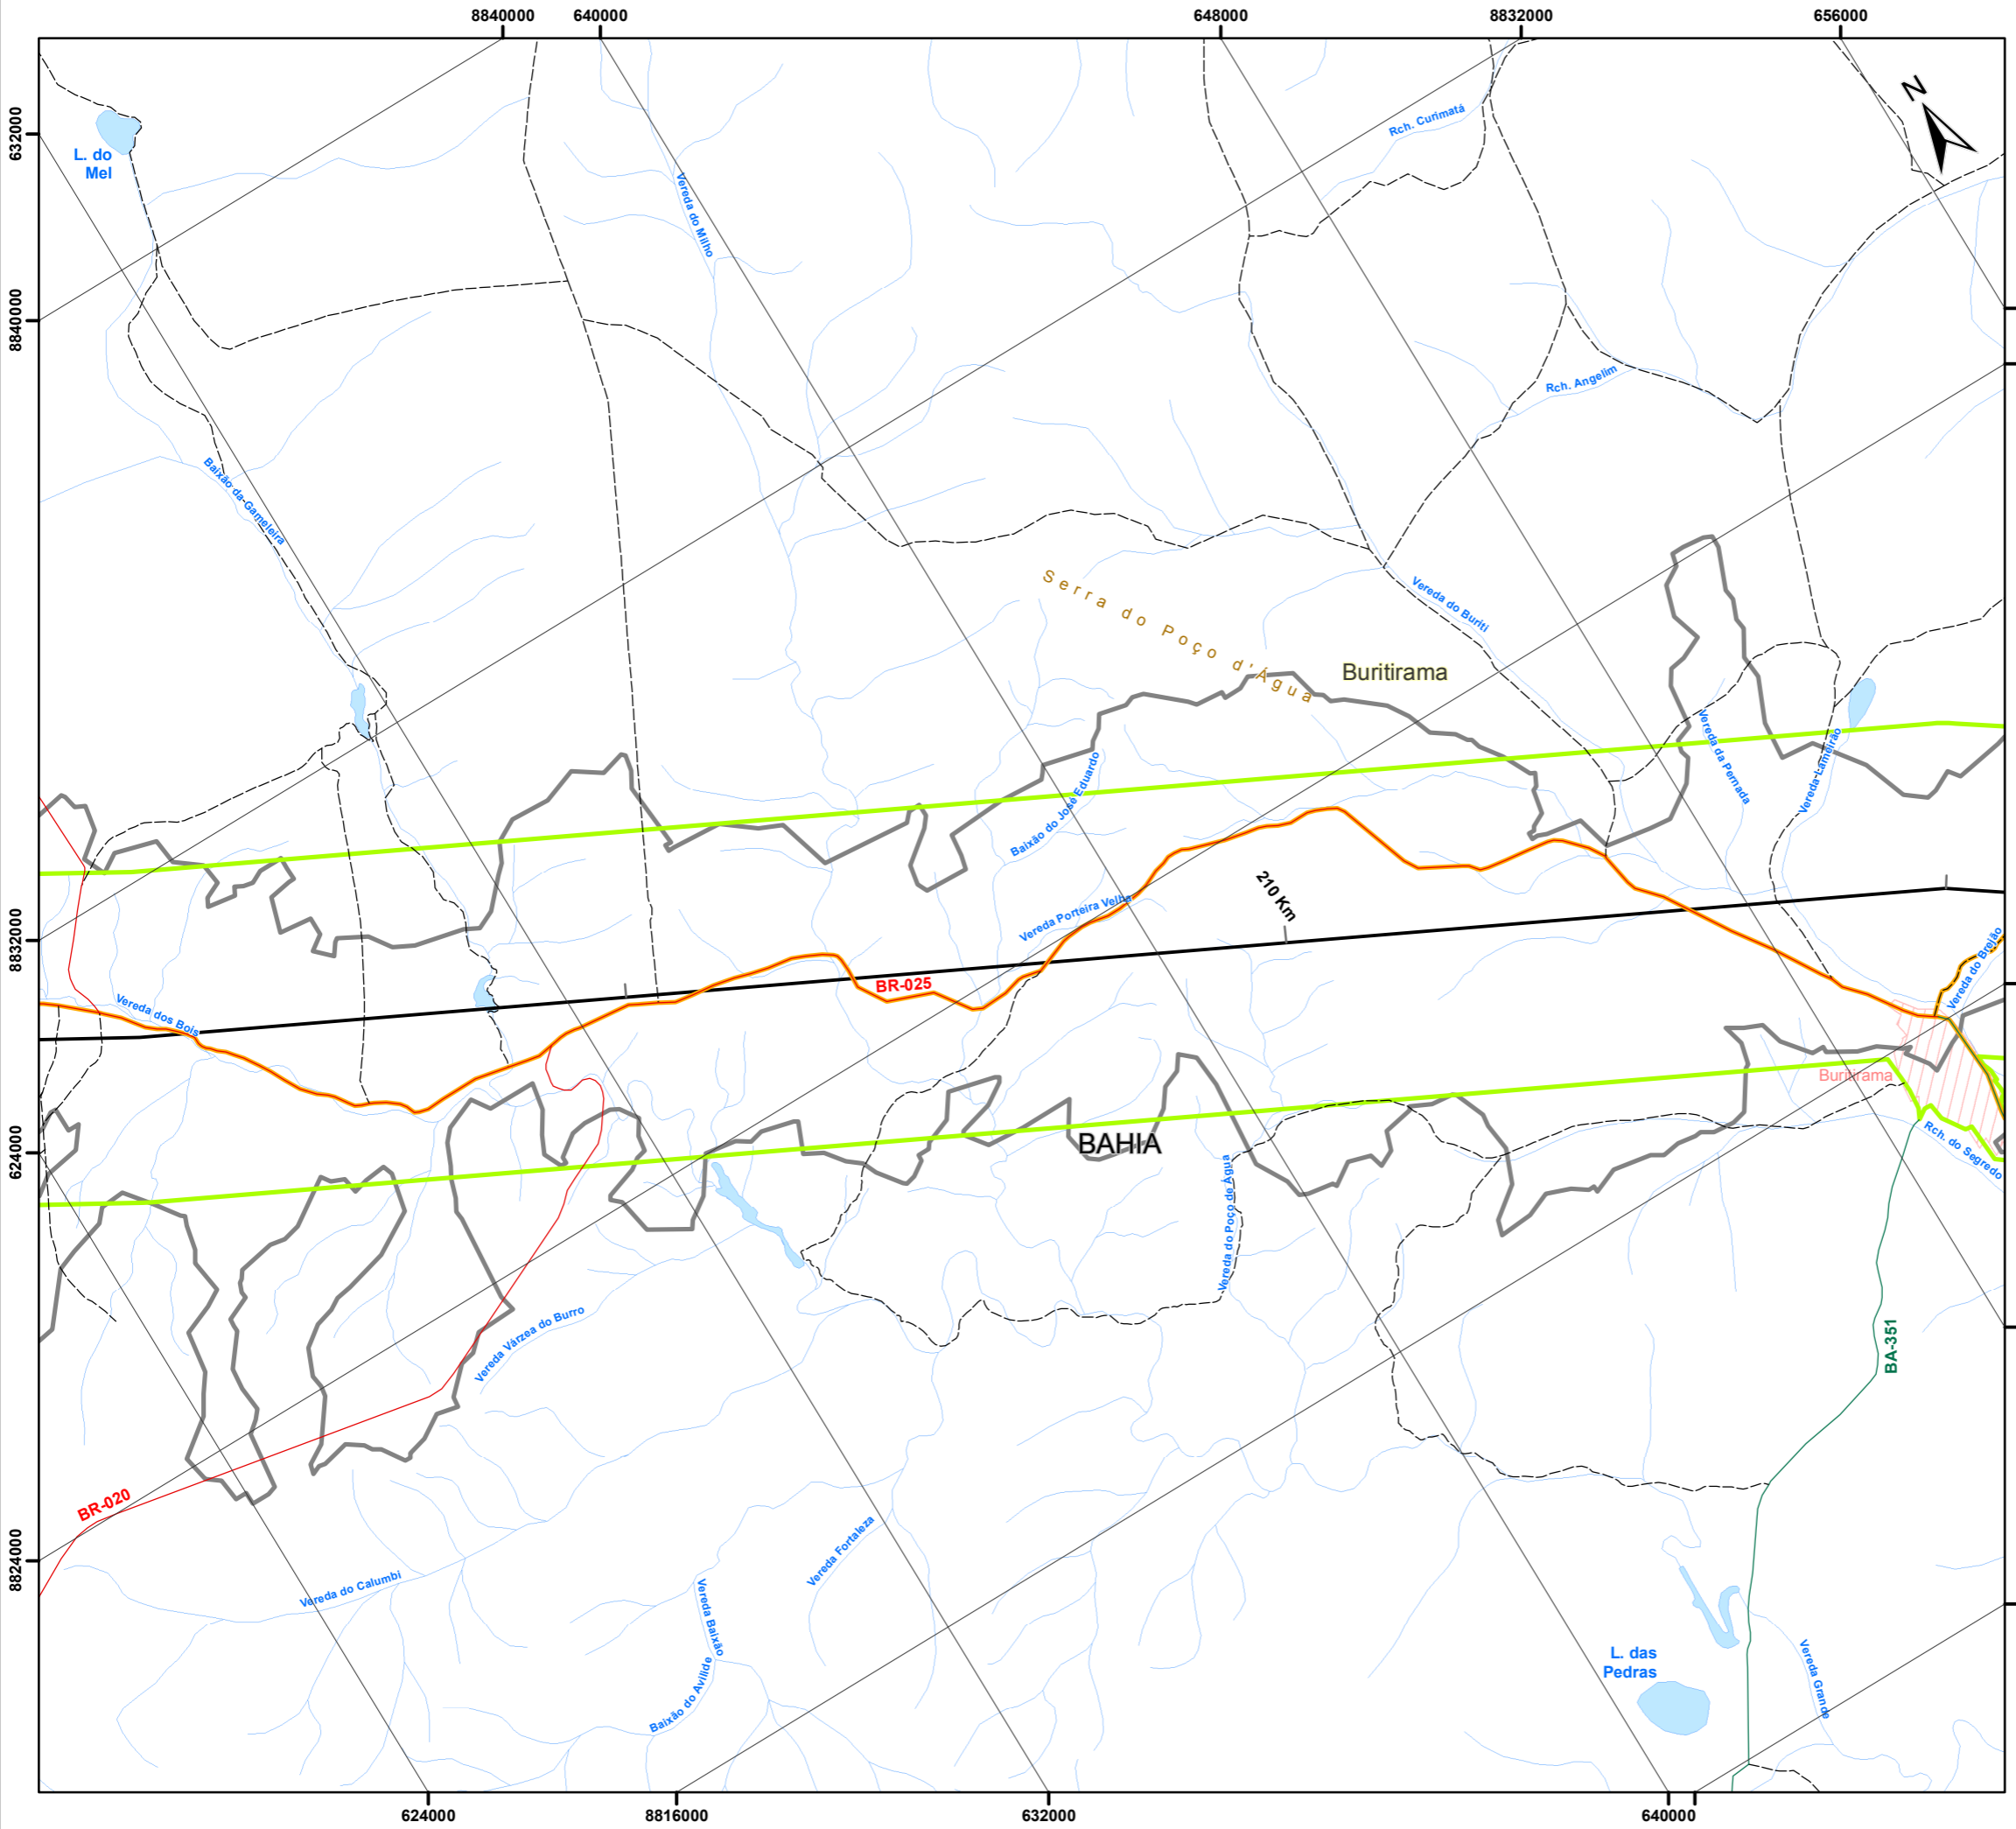 8840000
640000
648000
8832000
656000
632000
8840000
8832000
624000
8824000
N
L. do
Mel
Vereda do Milho
Rch. Curimatá
Rch. Angelim
Baixão da Gameleira
Serra do Poço d'Água
Vereda do Buriti
Buritirama
Vereda da Pernada
Vereda Lameirão
Baixão do José Eduardo
Vereda Porteira Velha
210 Km
BR-025
Vereda dos Bois
Vereda do Brejão
Buritirama
Rch. do Segredo
BAHIA
Vereda do Poço de Água
Vereda Várzea do Burro
BA-351
BR-020
Vereda Fortaleza
Vereda do Calumbi
Vereda Baixão
Baixão do Avilide
L. das
Pedras
Vereda Grande
624000
8816000
632000
640000